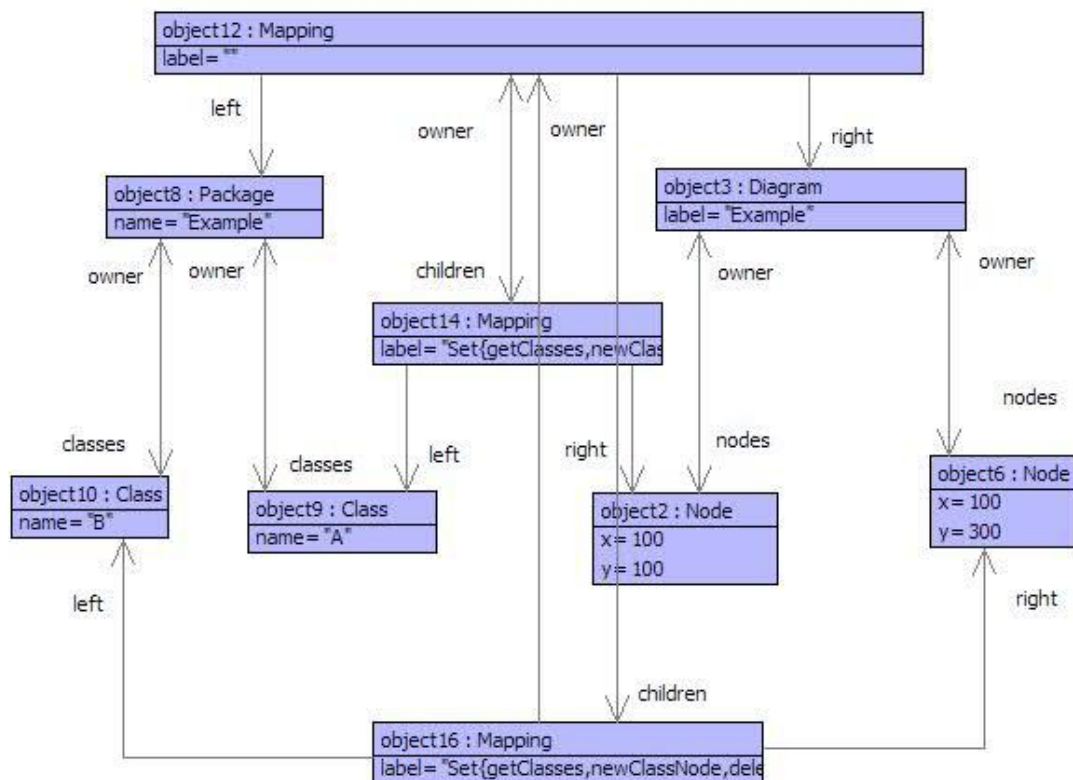 object12 : Mapping
label= ""
left
owner
owner
right
object8 : Package
name= "Example"
object3 : Diagram
label= "Example"
owner
owner
owner
owner
children
object14 : Mapping
label= "Set{getClasses,newClas
classes
classes
left
right
nodes
nodes
object10 : Class
name= "B"
object9 : Class
name= "A"
object2 : Node
x= 100
y= 100
object6 : Node
x= 100
y= 300
left
right
children
object16 : Mapping
label= "Set{getClasses,newClassNode,dele